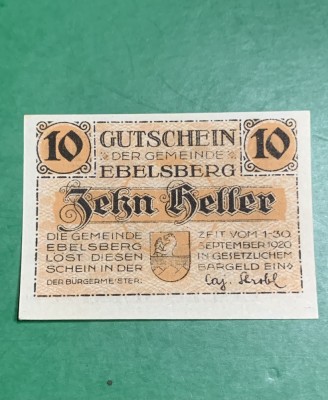 10 GUTSCHEIN 10
DER GEMEINDE
EBELSBERG
Zehn Heller
DIE GEMEINDE
EBELSBERG
LÖST DIESEN
SCHEIN IN DER
DER BÜRGERMEISTER:
ZEIT VOM 1-30.
SEPTEMBER 1920
IN GESETZLICHEM
BARGELD EIN